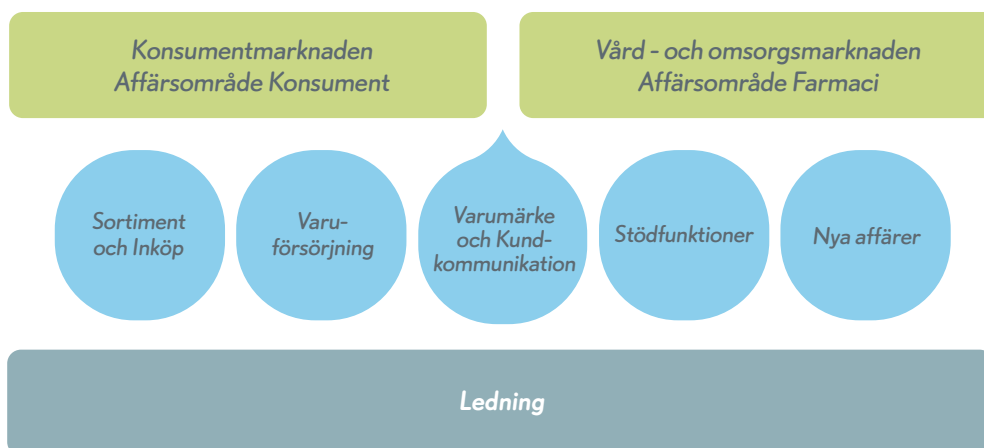 Konsumentmarknaden
Affärsområde Konsument
Vård - och omsorgsmarknaden
Affärsområde Farmaci
Sortiment
och Inköp
Varu-
försörjning
Varumärke
och Kund-
kommunikation
Stödfunktioner
Nya affärer
Ledning